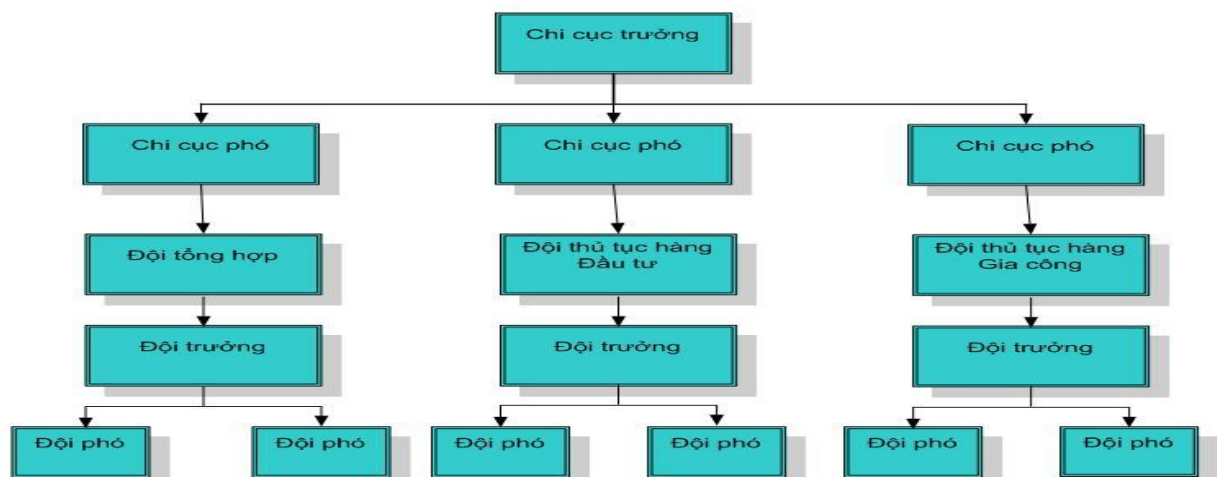 Chi cục trưởng
Chi cục phó
Chi cục phó
Chi cục phó
Đội tổng hợp
Đội thủ tục hàng
Đầu tư
Đội thủ tục hàng
Gia công
Đội trưởng
Đội trưởng
Đội trưởng
Đội phó
Đội phó
Đội phó
Đội phó
Đội phó
Đội phó